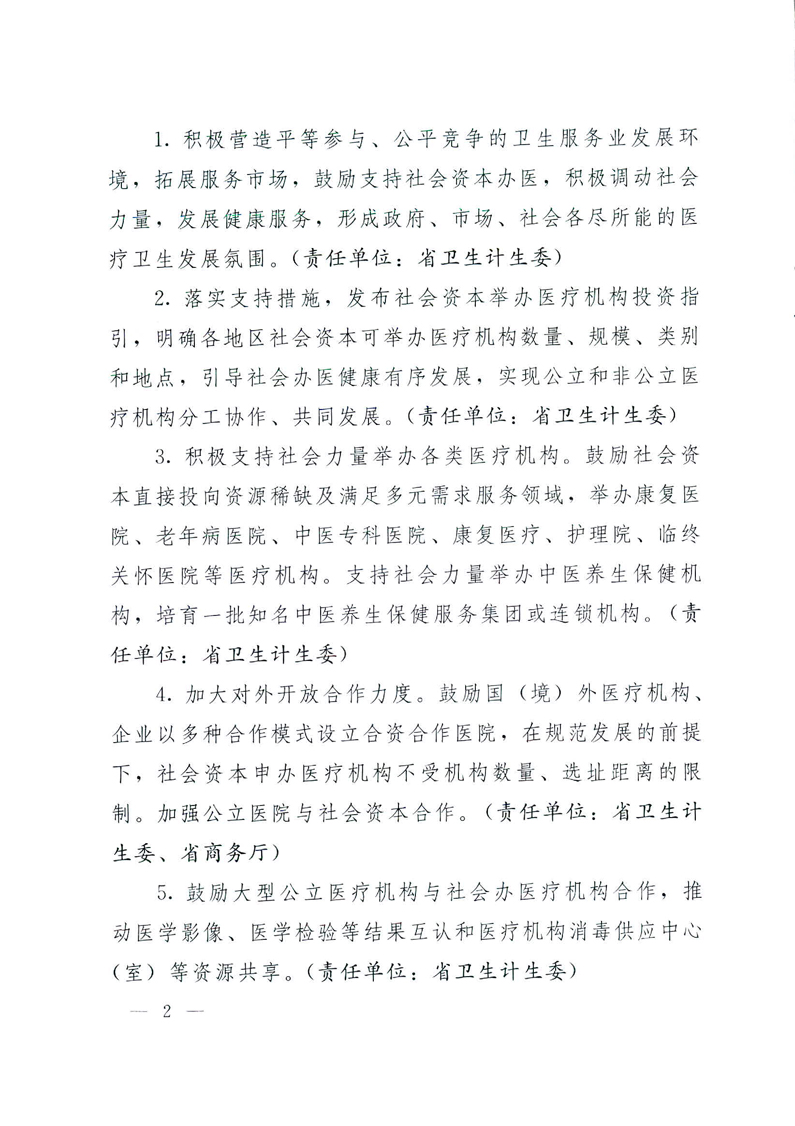 1. 积极营造平等参与、公平竞争的卫生服务业发展环
境，拓展服务市场，鼓励支持社会资本办医，积极调动社会
力量，发展健康服务，形成政府、市场、社会各尽所能的医
疗卫生发展氛围。（责任单位：省卫生计生委）
2. 落实支持措施，发布社会资本举办医疗机构投资指
引，明确各地区社会资本可举办医疗机构数量、规模、类别
和地点，引导社会办医健康有序发展，实现公立和非公立医
疗机构分工协作、共同发展。（责任单位：省卫生计生委）
3. 积极支持社会力量举办各类医疗机构。鼓励社会资
本直接投向资源稀缺及满足多元需求服务领域，举办康复医
院、老年病医院、中医专科医院、康复医疗、护理院、临终
关怀医院等医疗机构。支持社会力量举办中医养生保健机
构，培育一批知名中医养生保健服务集团或连锁机构。（责
任单位：省卫生计生委）
4. 加大对外开放合作力度。鼓励国（境）外医疗机构、
企业以多种合作模式设立合资合作医院，在规范发展的前提
下，社会资本申办医疗机构不受机构数量、选址距离的限
制。加强公立医院与社会资本合作。（责任单位：省卫生计
生委、省商务厅）
5. 鼓励大型公立医疗机构与社会办医疗机构合作，推
动医学影像、医学检验等结果互认和医疗机构消毒供应中心
（室）等资源共享。（责任单位：省卫生计生委）
— 2 —